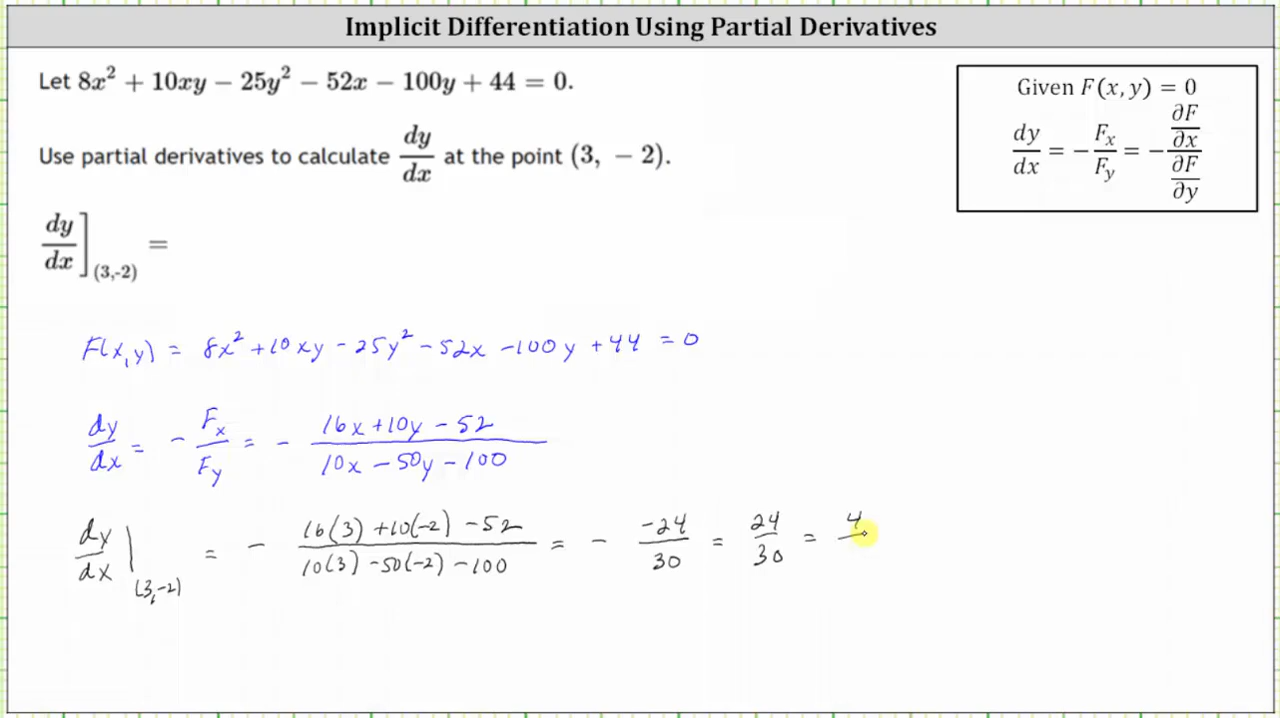 Implicit Differentiation Using Partial Derivatives
Let 8x² + 10xy − 25y² − 52x − 100y + 44 = 0.
Use partial derivatives to calculate dy/dx at the point (3, − 2).
dy/dx](3,-2) =
Given F(x, y) = 0
dy/dx = − Fx/Fy = − (∂F/∂x)/(∂F/∂y)
F(x,y) = 8x² + 10xy − 25y² − 52x − 100y + 44 = 0
dy/dx = − Fx/Fy = − (16x + 10y − 52)/(10x − 50y − 100)
dy/dx|(3,−2) = − (16(3) + 10(−2) − 52)/(10(3) − 50(−2) − 100) = − −24/30 = 24/30 = 4/